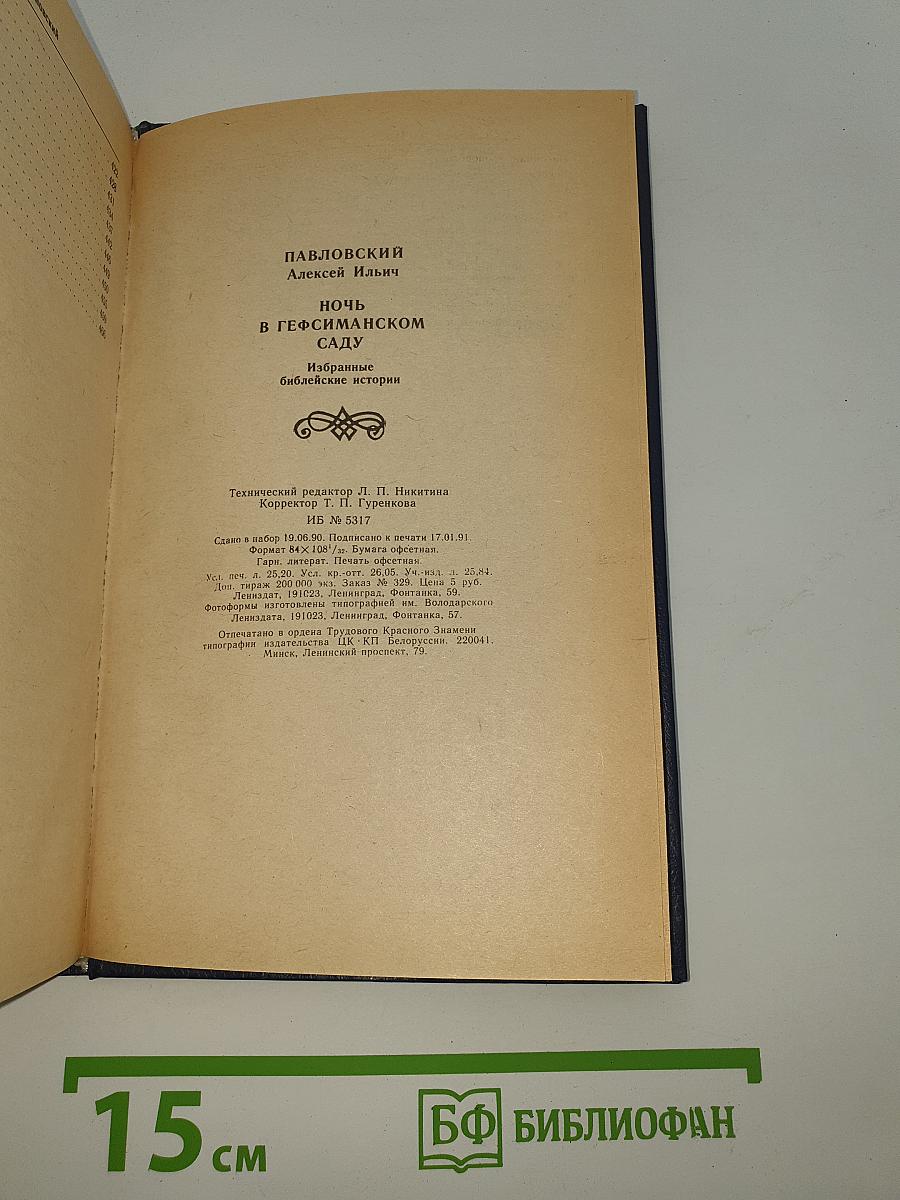 ПАВЛОВСКИЙ
Алексей Ильич
НОЧЬ
В ГЕФСИМАНСКОМ
САДУ
Избранные
библейские истории
Технический редактор Л. П. Никитина
Корректор Т. П. Гуренкова
ИБ № 5317
Сдано в набор 19.06.90. Подписано к печати 17.01.91.
Формат 84×108¹/₃₂. Бумага офсетная.
Гарн. литерат. Печать офсетная.
Усл. печ. л. 25,20. Усл. кр.-отт. 26,05. Уч.-изд. л. 25,84.
Доп. тираж 200 000 экз. Заказ № 329. Цена 5 руб.
Лениздат, 191023, Ленинград, Фонтанка, 59.
Фотоформы изготовлены типографией им. Володарского
Лениздата, 191023, Ленинград, Фонтанка, 57.
Отпечатано в ордена Трудового Красного Знамени
типографии издательства ЦК КП Белоруссии. 220041.
Минск, Ленинский проспект, 79.
15 см
БФ БИБЛИОФАН